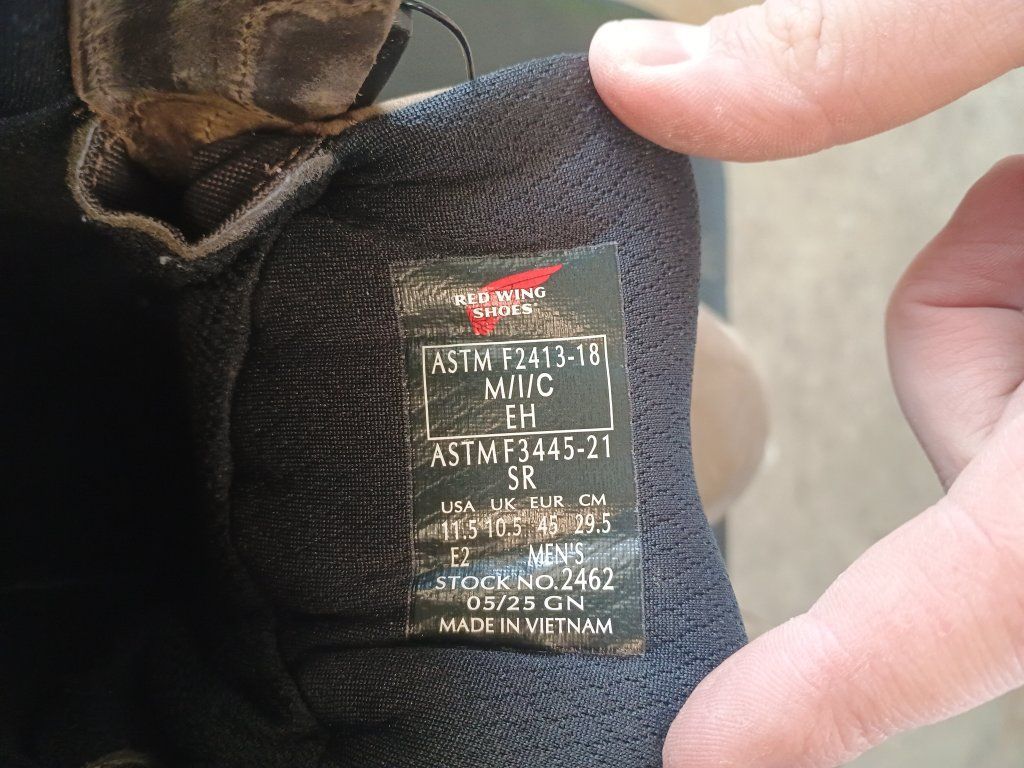 RED WING
SHOES
ASTM F2413-18
M/I/C
EH
ASTM F3445-21
SR
USA UK EUR CM
11.5 10.5 45 29.5
E2 MEN'S
STOCK NO. 2462
05/25 GN
MADE IN VIETNAM